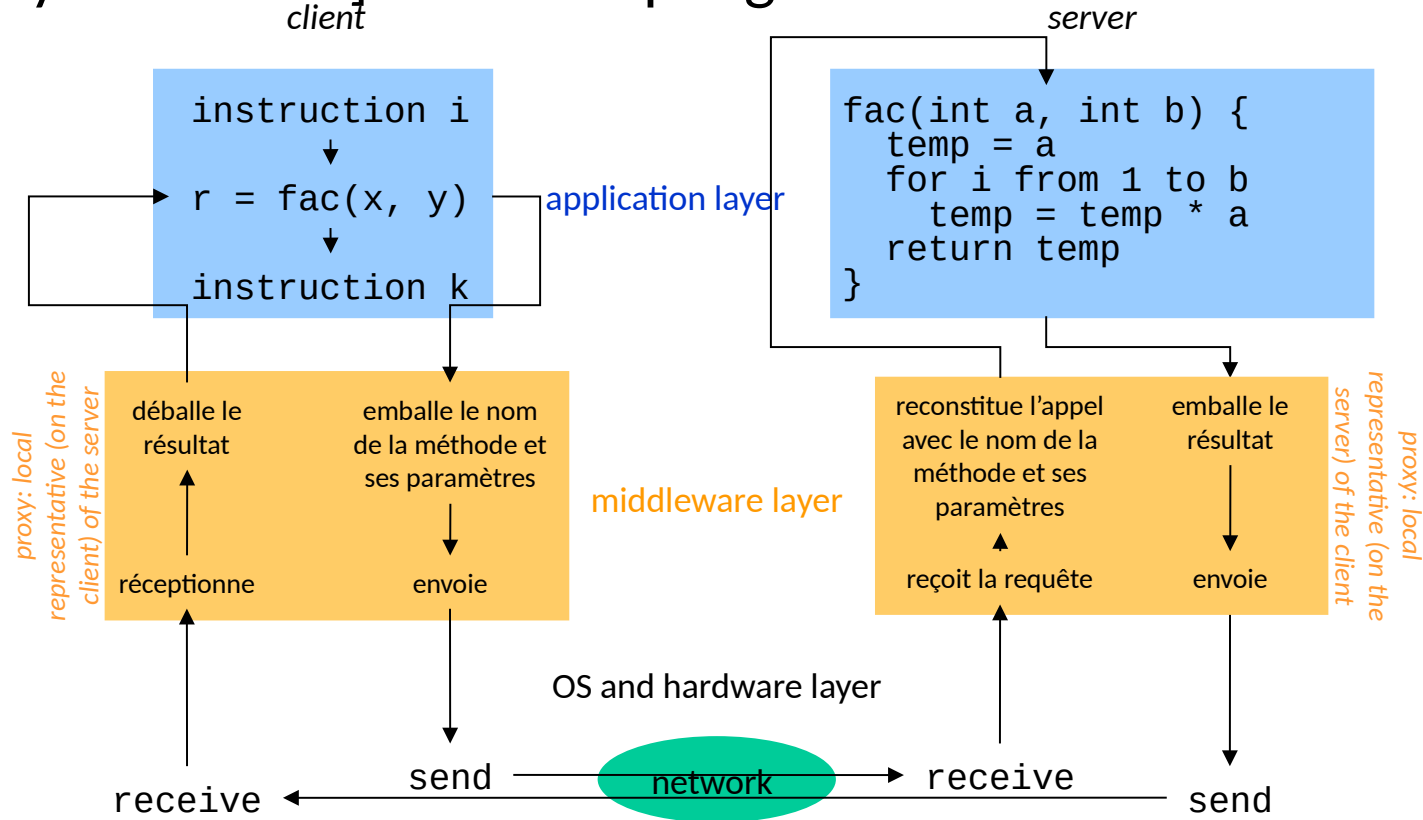 client
server
instruction i
r = fac(x, y)
instruction k
application layer
fac(int a, int b) {
  temp = a
  for i from 1 to b
    temp = temp * a
  return temp
}
proxy: local
representative (on the
client) of the server
déballe le
résultat
réceptionne
emballe le nom
de la méthode et
ses paramètres
envoie
middleware layer
reconstitue l’appel
avec le nom de la
méthode et ses
paramètres
reçoit la requête
emballe le
résultat
envoie
proxy: local
representative (on the
server) of the client
OS and hardware layer
send
network
receive
receive
send